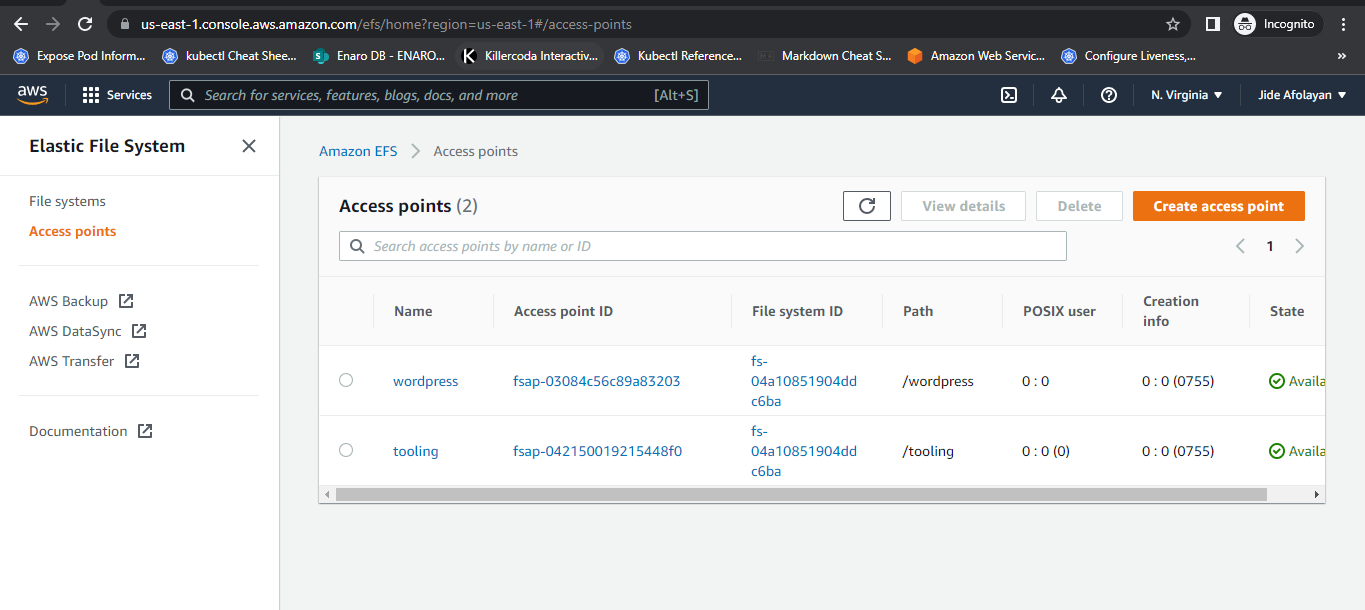 us-east-1.console.aws.amazon.com/efs/home?region=us-east-1#/access-points
Incognito
Expose Pod Inform...
kubectl Cheat Shee...
S
Enaro DB - ENARO...
K
Killercoda Interactiv...
Kubectl Reference...
Markdown Cheat S...
Amazon Web Servic...
Configure Liveness,...
»
aws
Services
Search for services, features, blogs, docs, and more
[Alt+S]
N. Virginia
Jide Afolayan
Elastic File System
File systems
Access points
AWS Backup
AWS DataSync
AWS Transfer
Documentation
Amazon EFS
Access points
Access points (2)
View details
Delete
Create access point
Search access points by name or ID
1
Name
Access point ID
File system ID
Path
POSIX user
Creation
info
State
wordpress
fsap-03084c56c89a83203
fs-
04a10851904dd
c6ba
/wordpress
0 : 0
0 : 0 (0755)
Availa
tooling
fsap-042150019215448f0
fs-
04a10851904dd
c6ba
/tooling
0 : 0 (0)
0 : 0 (0755)
Availa